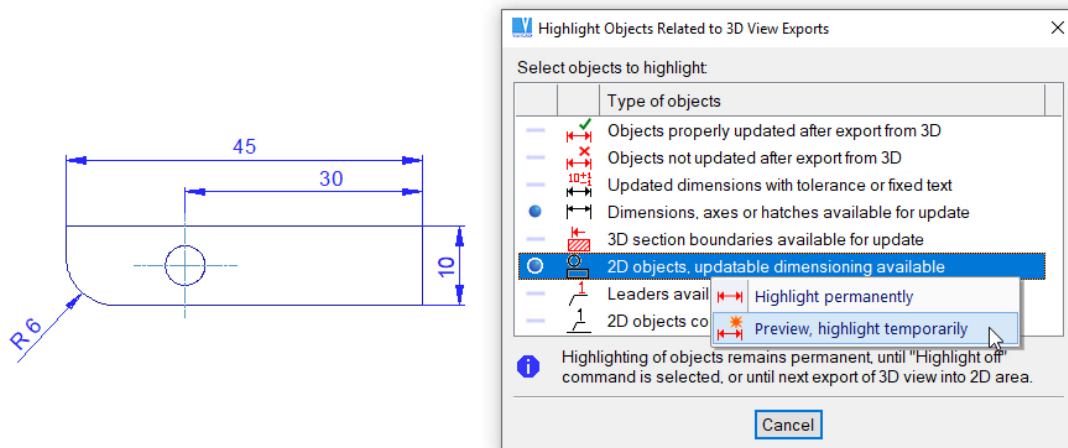 45
30
10
R 6
Highlight Objects Related to 3D View Exports
Select objects to highlight:
Type of objects
Objects properly updated after export from 3D
Objects not updated after export from 3D
10±1
Updated dimensions with tolerance or fixed text
Dimensions, axes or hatches available for update
3D section boundaries available for update
2D objects, updatable dimensioning available
1
Leaders avail
1
2D objects co
Highlight permanently
Preview, highlight temporarily
Highlighting of objects remains permanent, until "Highlight off"
command is selected, or until next export of 3D view into 2D area.
Cancel